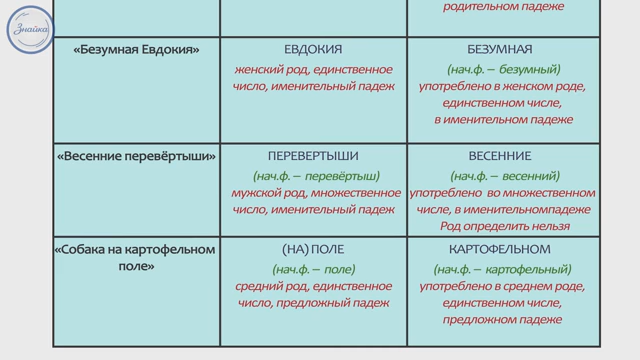 Знайка
родительном падеже
«Безумная Евдокия»
ЕВДОКИЯ
женский род, единственное
число, именительный падеж
БЕЗУМНАЯ
(нач.ф. – безумный)
употреблено в женском роде,
единственном числе,
в именительном падеже
«Весенние перевёртыши»
ПЕРЕВЕРТЫШИ
(нач.ф. – перевёртыш)
мужской род, множественное
число, именительный падеж
ВЕСЕННИЕ
(нач.ф. – весенний)
употреблено во множественном
числе, в именительномпадеже
Род определить нельзя
«Собака на картофельном
поле»
(НА) ПОЛЕ
(нач.ф. – поле)
средний род, единственное
число, предложный падеж
КАРТОФЕЛЬНОМ
(нач.ф. – картофельный)
употреблено в среднем роде,
единственном числе,
предложном падеже